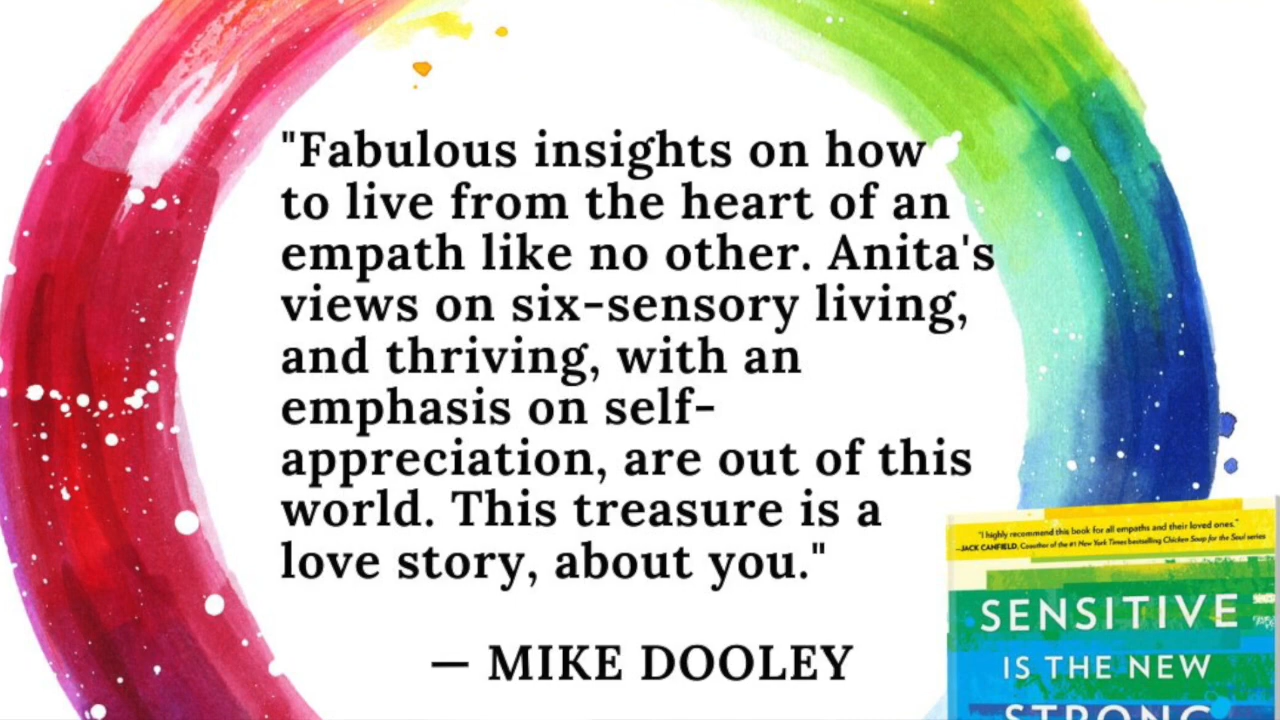 "Fabulous insights on how
to live from the heart of an
empath like no other. Anita's
views on six-sensory living,
and thriving, with an
emphasis on self-
appreciation, are out of this
world. This treasure is a
love story, about you."
— MIKE DOOLEY
"I highly recommend this book for all empaths and their loved ones."
—JACK CANFIELD, Coauthor of the #1 New York Times bestselling Chicken Soup for the Soul series
SENSITIVE
IS THE NEW
STRONG